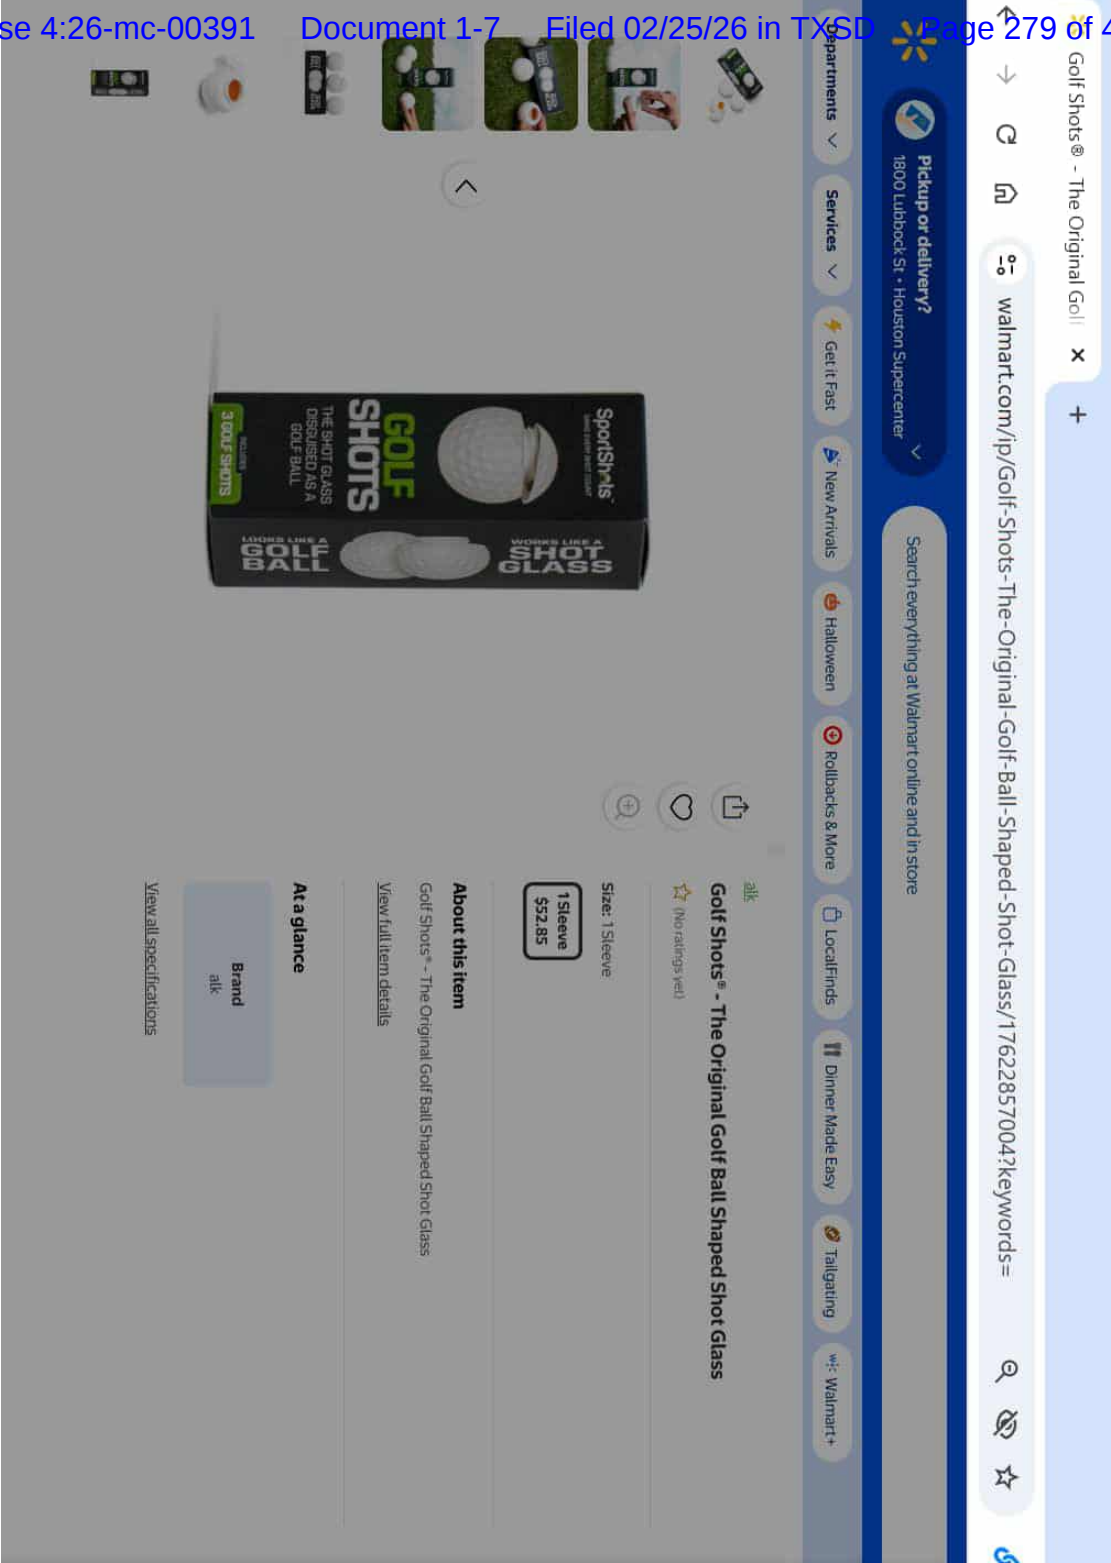 se 4:26-mc-00391 Document 1-7 Filed 02/25/26 in TXSD Page 279 of 4
Golf Shots® - The Original Golf
walmart.com/ip/Golf-Shots-The-Original-Golf-Ball-Shaped-Shot-Glass/17622857004?keywords=
Pickup or delivery?
1800 Lubbock St • Houston Supercenter
Search everything at Walmart online and in store
Departments
Services
Get it Fast
New Arrivals
Halloween
Rollbacks & More
LocalFinds
Dinner Made Easy
Tailgating
Walmart+
SportShots™
GOLF
SHOTS
THE SHOT GLASS
DISGUISED AS A
GOLF BALL
INCLUDES
3 GOLF SHOTS
WORKS LIKE A
SHOT
GLASS
LOOKS LIKE A
GOLF
BALL
alk
Golf Shots® - The Original Golf Ball Shaped Shot Glass
(No ratings yet)
Size: 1 Sleeve
1 Sleeve
$52.85
About this item
Golf Shots® - The Original Golf Ball Shaped Shot Glass
View full item details
At a glance
Brand
alk
View all specifications